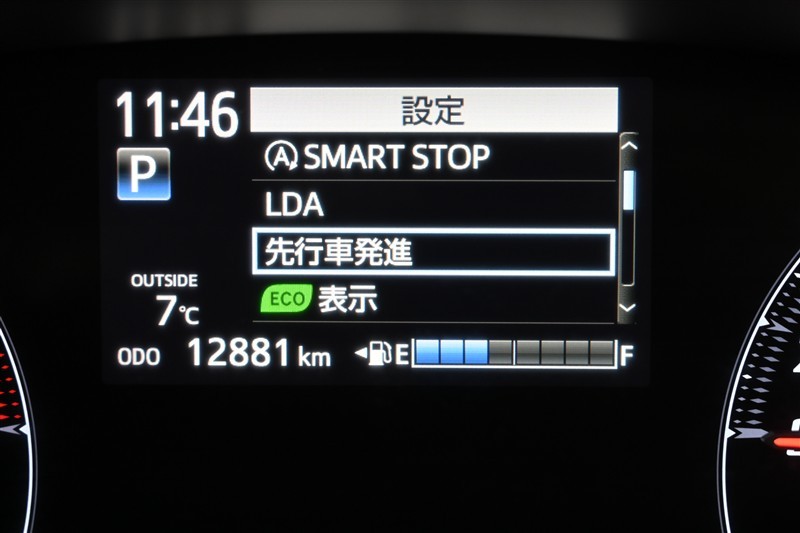 11:46
設定
P
SMART STOP
LDA
先行車発進
ECO 表示
OUTSIDE
7℃
ODO 12881 km
E F